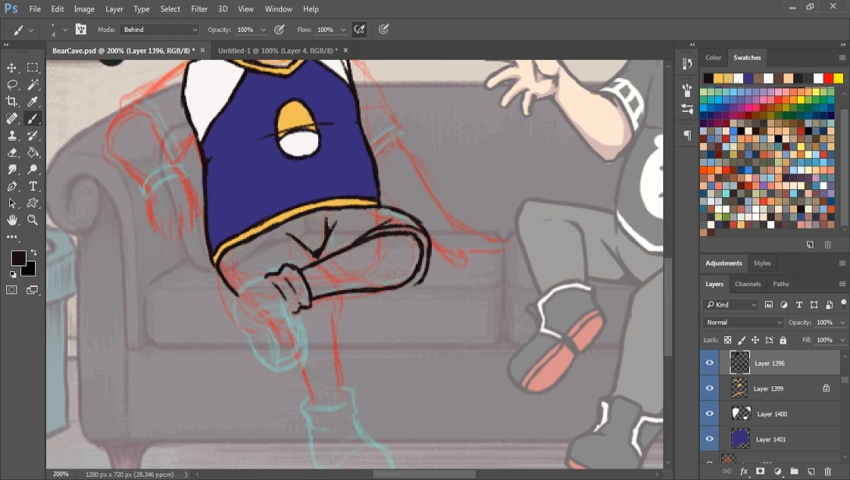 Ps File Edit Image Layer Type Select Filter 3D View Window Help
4 Mode: Behind Opacity: 100% Flow: 100%
BearCave.psd @ 200% (Layer 1396, RGB/8) * × Untitled-1 @ 100% (Layer 4, RGB/8) * ×
Color Swatches
Adjustments Styles
Layers Channels Paths
Kind
Normal Opacity: 100%
Lock: Fill: 100%
Layer 1396
Layer 1399
Layer 1400
Layer 1401
200% 1280 px x 720 px (28.346 ppcm)